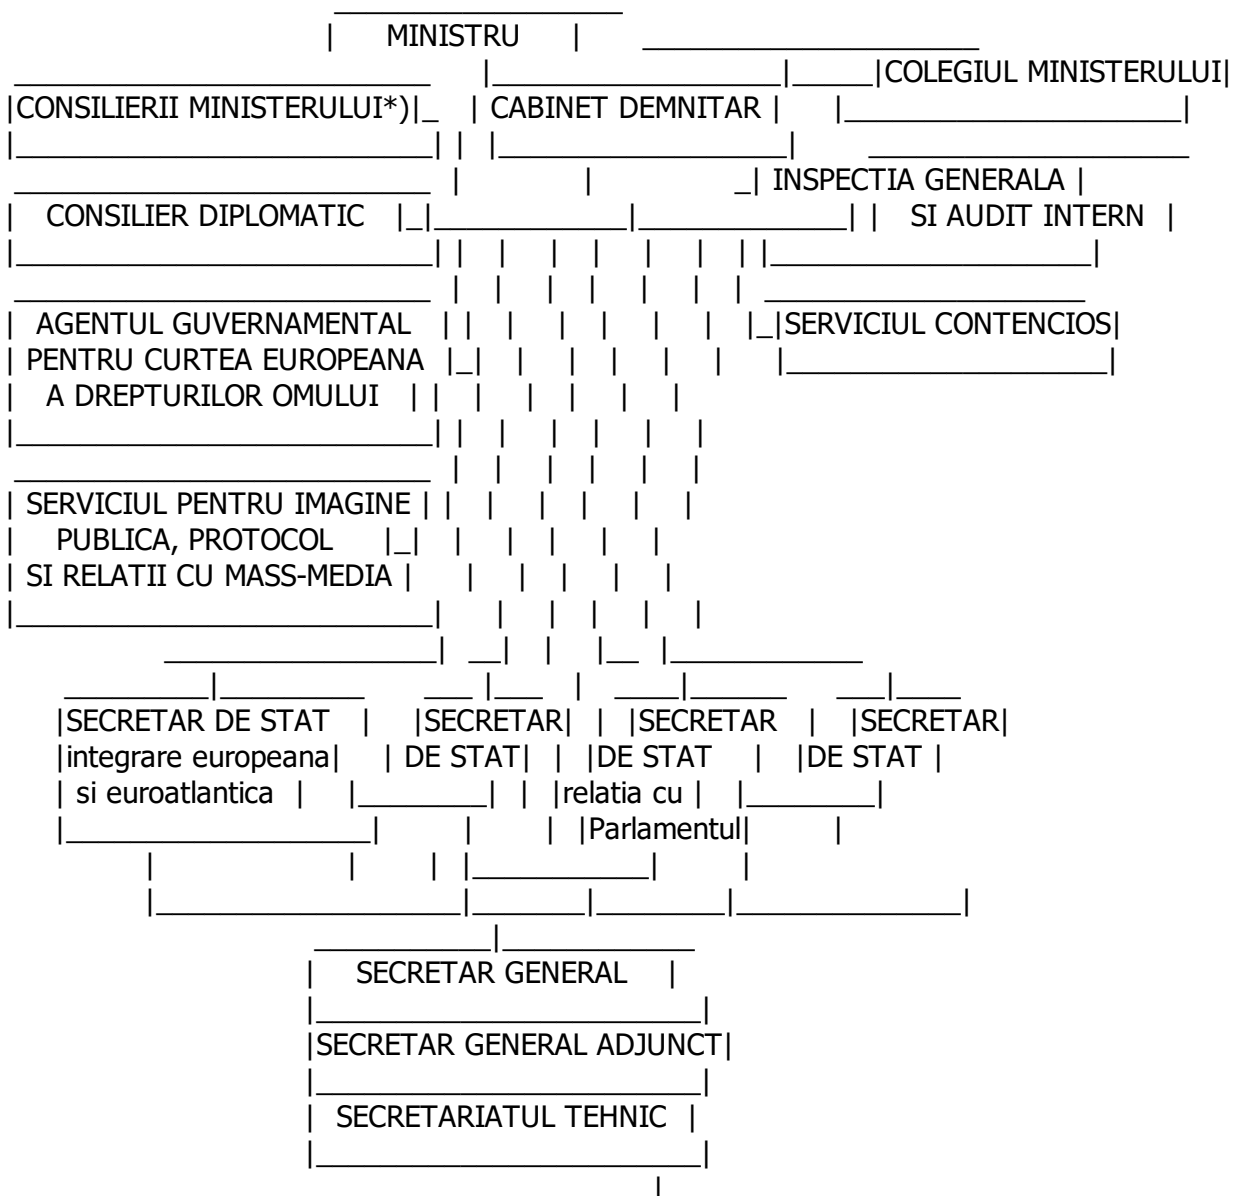 MINISTRU
COLEGIUL MINISTERULUI
CONSILIERII MINISTERULUI*) CABINET DEMNITAR
INSPECTIA GENERALA
CONSILIER DIPLOMATIC SI AUDIT INTERN
AGENTUL GUVERNAMENTAL SERVICIUL CONTENCIOS
PENTRU CURTEA EUROPEANA
A DREPTURILOR OMULUI
SERVICIUL PENTRU IMAGINE
PUBLICA, PROTOCOL
SI RELATII CU MASS-MEDIA
SECRETAR DE STAT SECRETAR SECRETAR SECRETAR
integrare europeana DE STAT DE STAT DE STAT
si euroatlantica relatia cu
Parlamentul
SECRETAR GENERAL
SECRETAR GENERAL ADJUNCT
SECRETARIATUL TEHNIC